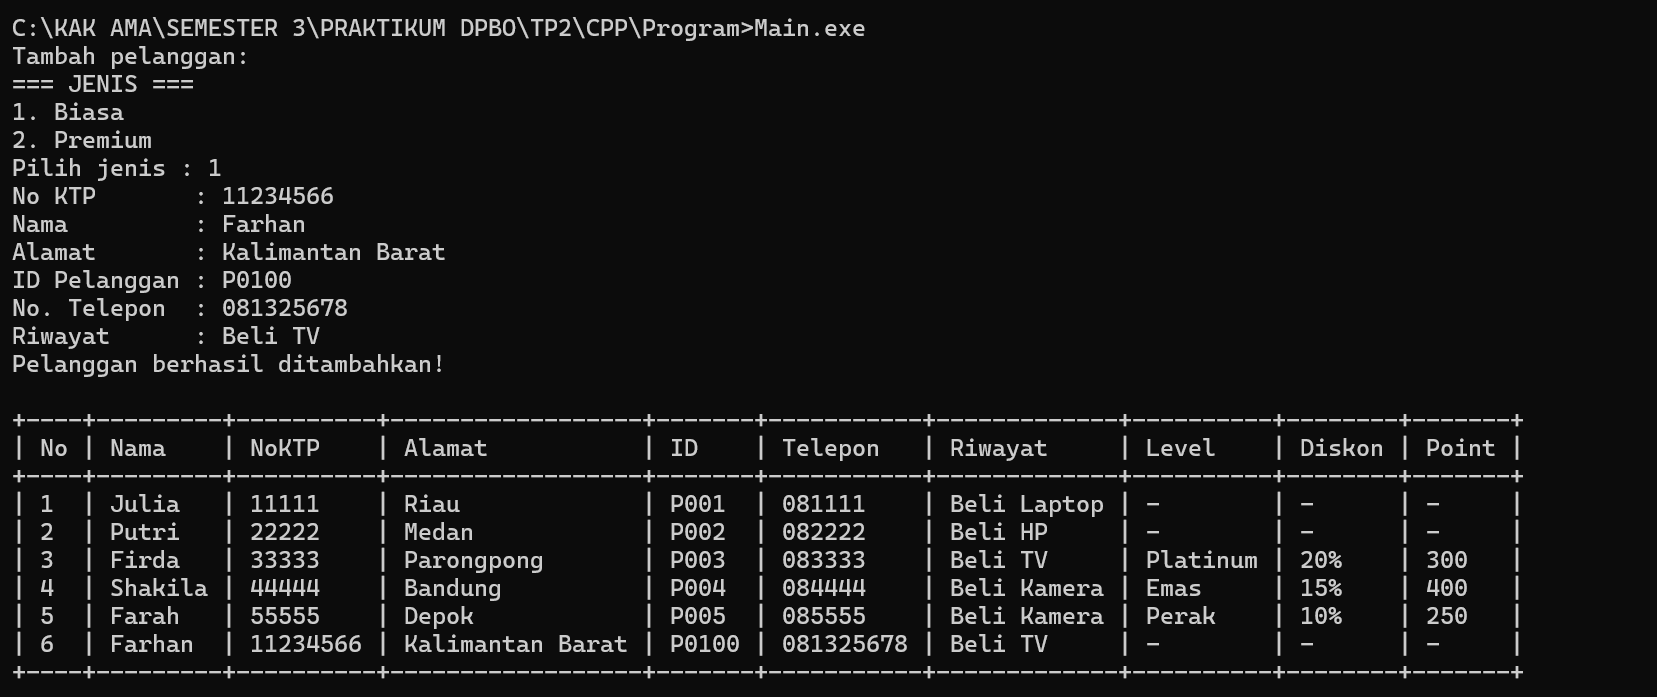 C:\KAK AMA\SEMESTER 3\PRAKTIKUM DPBO\TP2\CPP\Program>Main.exe
Tambah pelanggan:
=== JENIS ===
1. Biasa
2. Premium
Pilih jenis : 1
No KTP       : 11234566
Nama         : Farhan
Alamat       : Kalimantan Barat
ID Pelanggan : P0100
No. Telepon  : 081325678
Riwayat      : Beli TV
Pelanggan berhasil ditambahkan!

+----+---------+----------+------------------+-------+-----------+-------------+----------+--------+-------+
| No | Nama    | NoKTP    | Alamat           | ID    | Telepon   | Riwayat     | Level    | Diskon | Point |
+----+---------+----------+------------------+-------+-----------+-------------+----------+--------+-------+
| 1  | Julia   | 11111    | Riau             | P001  | 081111    | Beli Laptop | -        | -      | -     |
| 2  | Putri   | 22222    | Medan            | P002  | 082222    | Beli HP     | -        | -      | -     |
| 3  | Firda   | 33333    | Parongpong       | P003  | 083333    | Beli TV     | Platinum | 20%    | 300   |
| 4  | Shakila | 44444    | Bandung          | P004  | 084444    | Beli Kamera | Emas     | 15%    | 400   |
| 5  | Farah   | 55555    | Depok            | P005  | 085555    | Beli Kamera | Perak    | 10%    | 250   |
| 6  | Farhan  | 11234566 | Kalimantan Barat | P0100 | 081325678 | Beli TV     | -        | -      | -     |
+----+---------+----------+------------------+-------+-----------+-------------+----------+--------+-------+